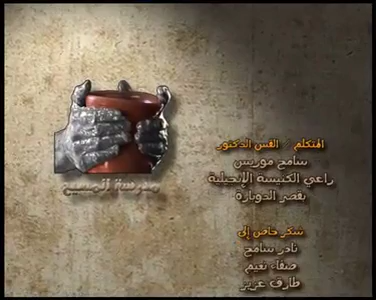 المتكلم : القس الدكتور
سامح موريس
راعي الكنيسة الإنجيلية
بقصر الدوبارة
مدرسة المسيح
شكر خاص إلى
نادر سامح
صفاء نعيم
طارق عزيز